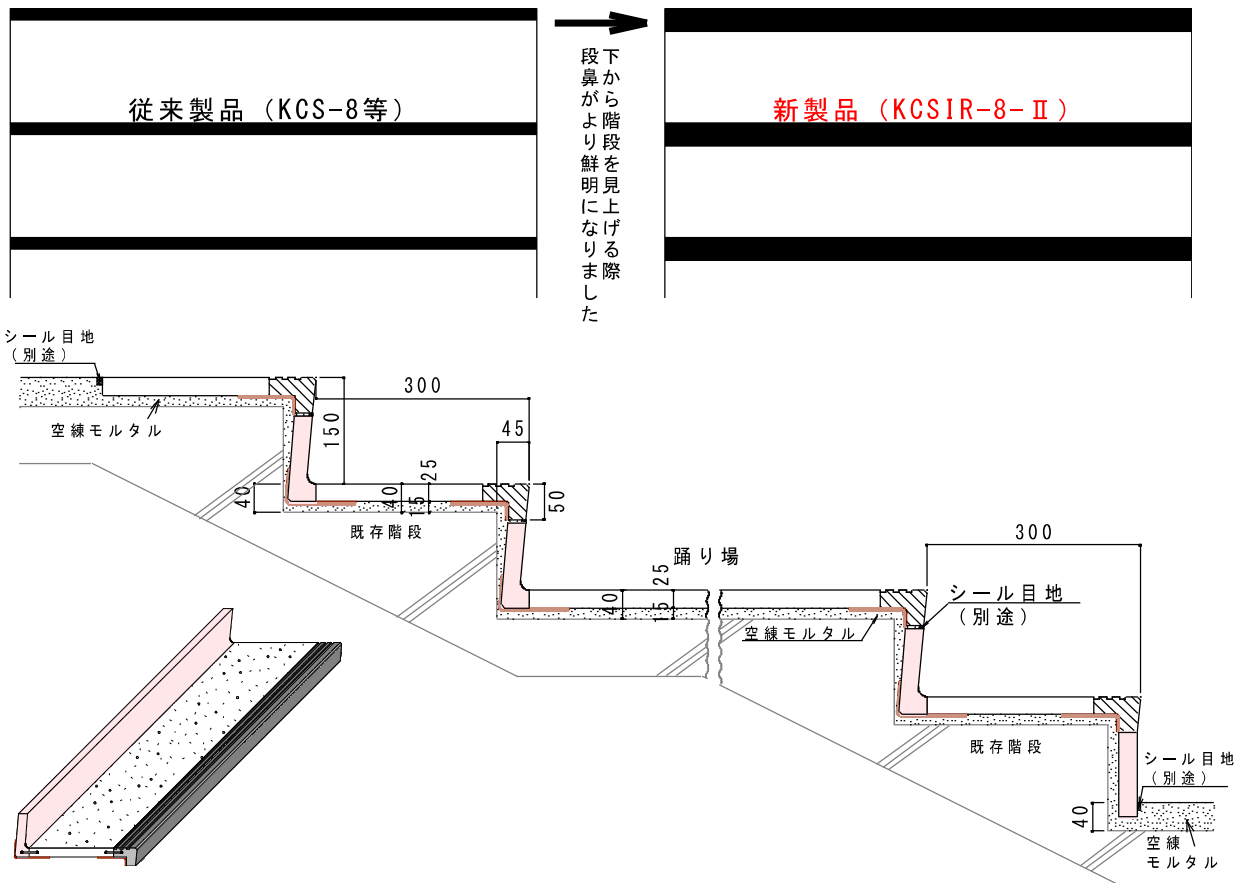 従来製品（KCS-8等）
下から階段を見上げる際
段鼻がより鮮明になりました
新製品（KCSIR-8-Ⅱ）
シール目地
（別途）
空練モルタル
300
150
45
25
40
40
15
50
既存階段
踊り場
25
40
15
空練モルタル
300
シール目地
（別途）
既存階段
シール目地
（別途）
40
空練
モルタル